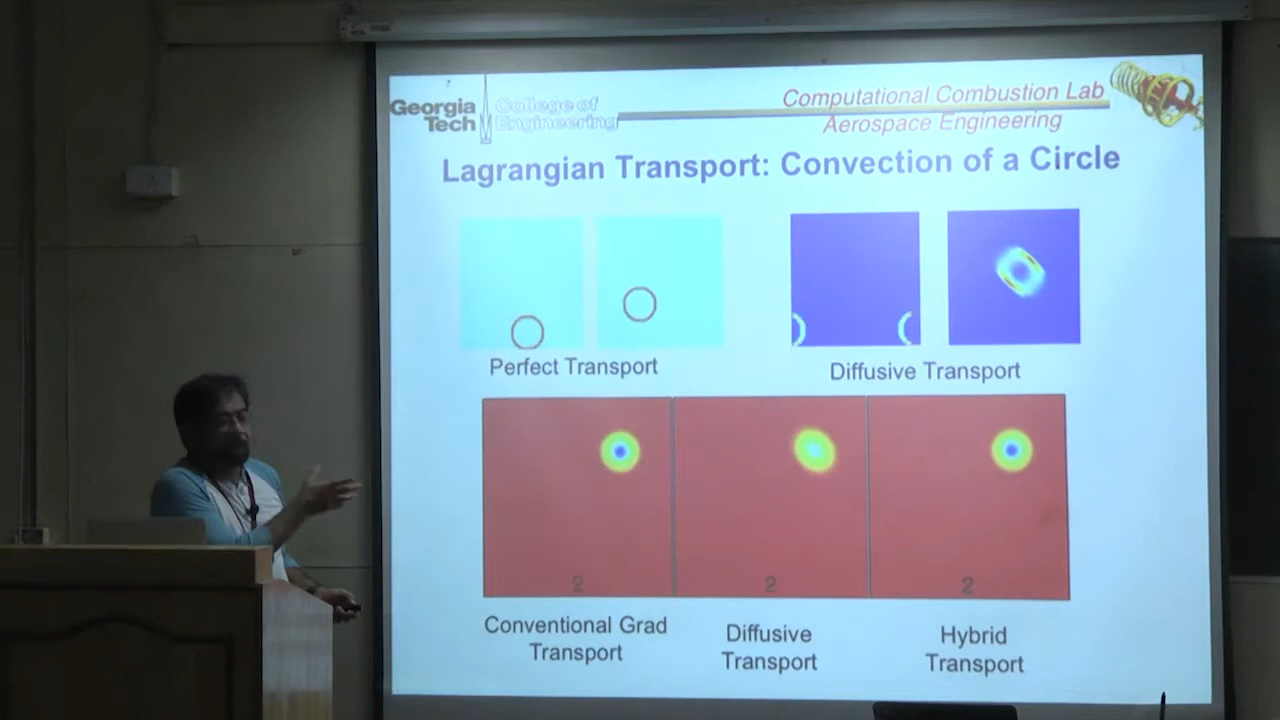 Georgia
Tech
College of
Engineering
Computational Combustion Lab
Aerospace Engineering
Lagrangian Transport: Convection of a Circle
Perfect Transport
Diffusive Transport
2
2
2
Conventional Grad
Transport
Diffusive
Transport
Hybrid
Transport